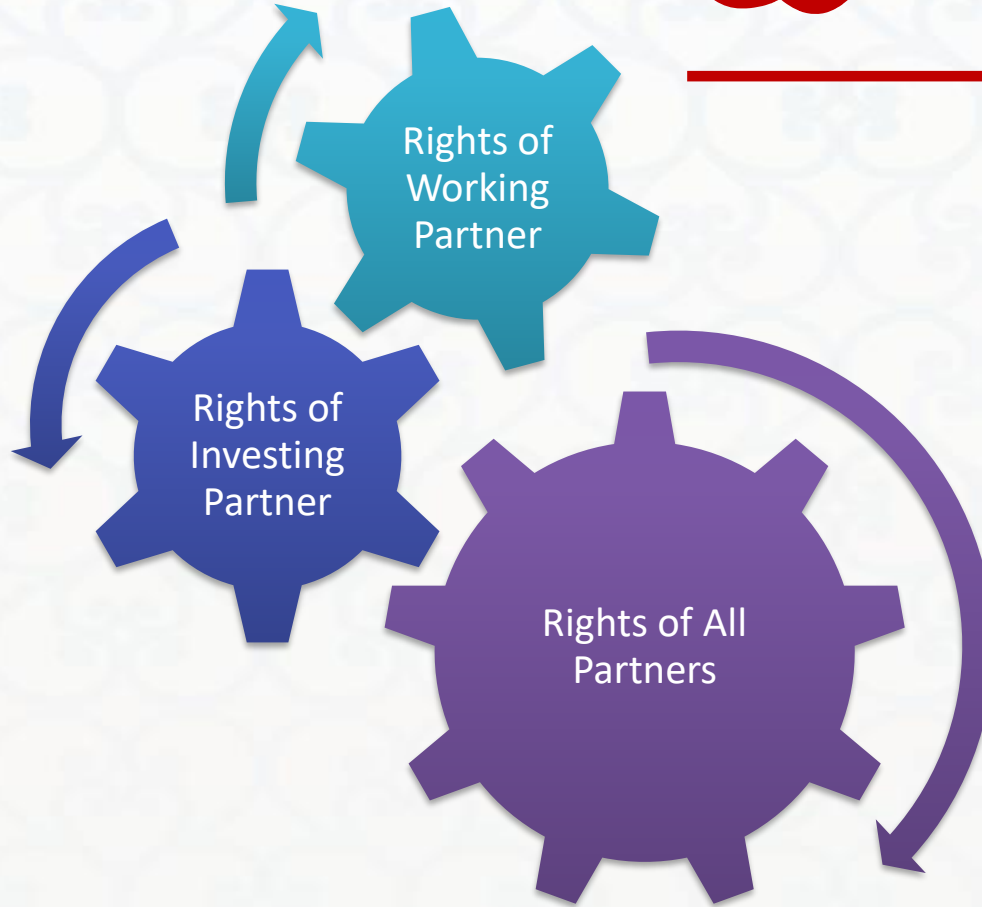 Rights of
Working
Partner
Rights of
Investing
Partner
Rights of All
Partners